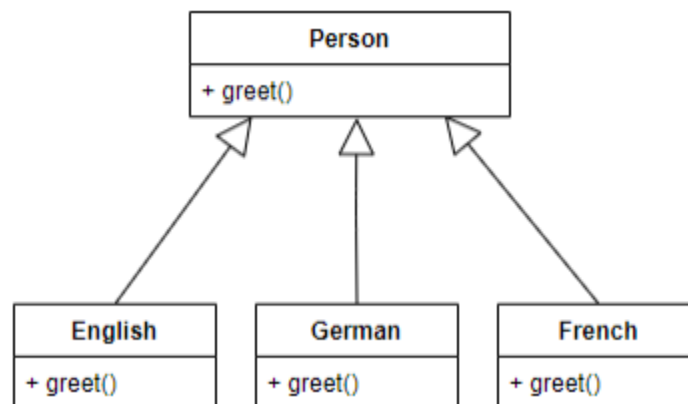 Person
+ greet()
English
+ greet()
German
+ greet()
French
+ greet()